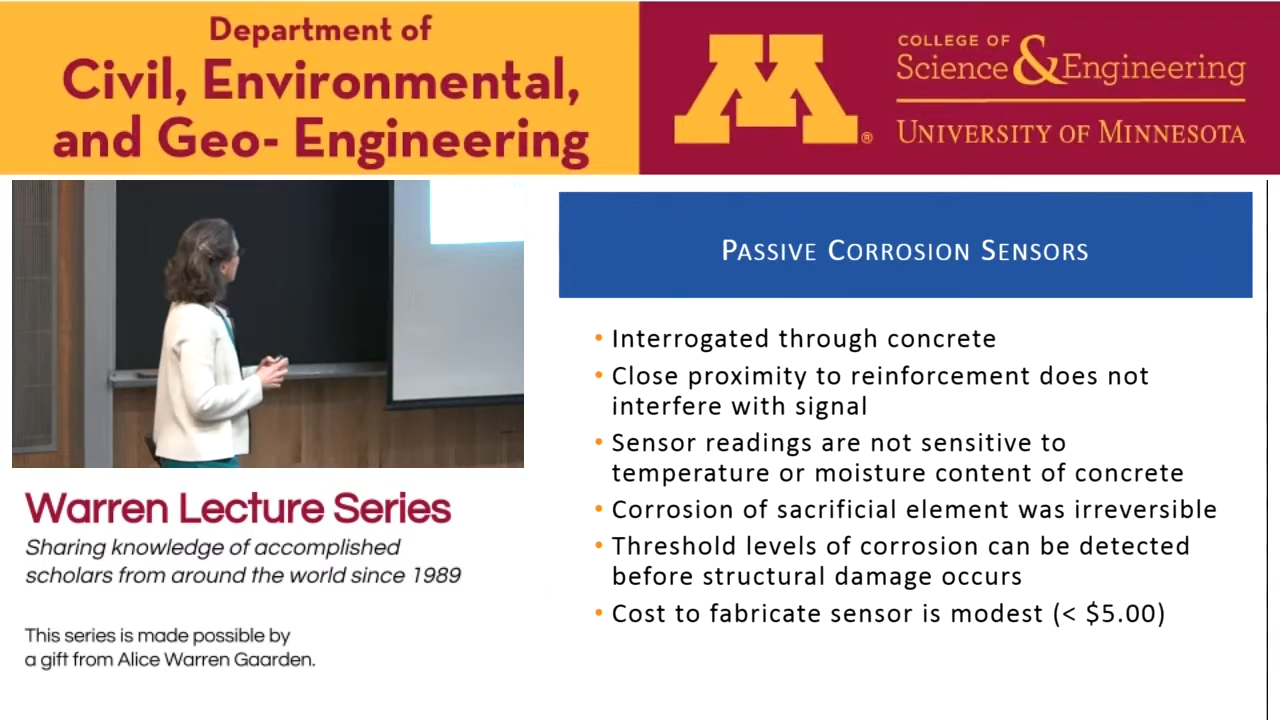 Department of
Civil, Environmental,
and Geo- Engineering
M®
COLLEGE OF
Science & Engineering
UNIVERSITY OF MINNESOTA
PASSIVE CORROSION SENSORS
• Interrogated through concrete
• Close proximity to reinforcement does not
interfere with signal
• Sensor readings are not sensitive to
temperature or moisture content of concrete
• Corrosion of sacrificial element was irreversible
• Threshold levels of corrosion can be detected
before structural damage occurs
• Cost to fabricate sensor is modest (< $5.00)
Warren Lecture Series
Sharing knowledge of accomplished
scholars from around the world since 1989
This series is made possible by
a gift from Alice Warren Gaarden.